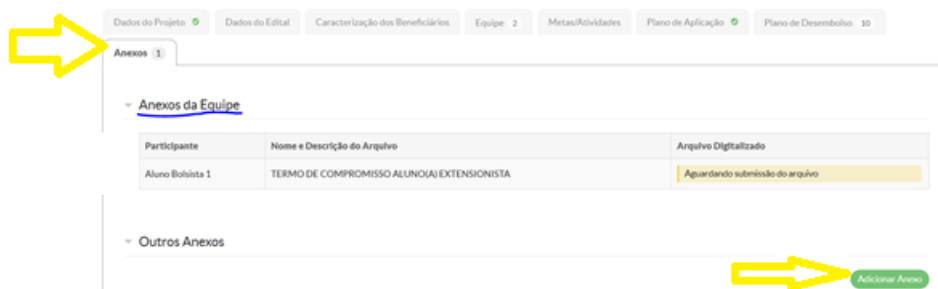 Dados do Projeto Dados do Edital Caracterização dos Beneficiários Equipe 2 Metas/Atividades Plano de Aplicação Plano de Desembolso 10
Anexos 1
Anexos da Equipe
Participante Nome e Descrição do Arquivo Arquivo Digitalizado
Aluno Bolsista 1 TERMO DE COMPROMISSO ALUNO(A) EXTENSIONISTA Aguardando submissão do arquivo
Outros Anexos
Adicionar Anexo